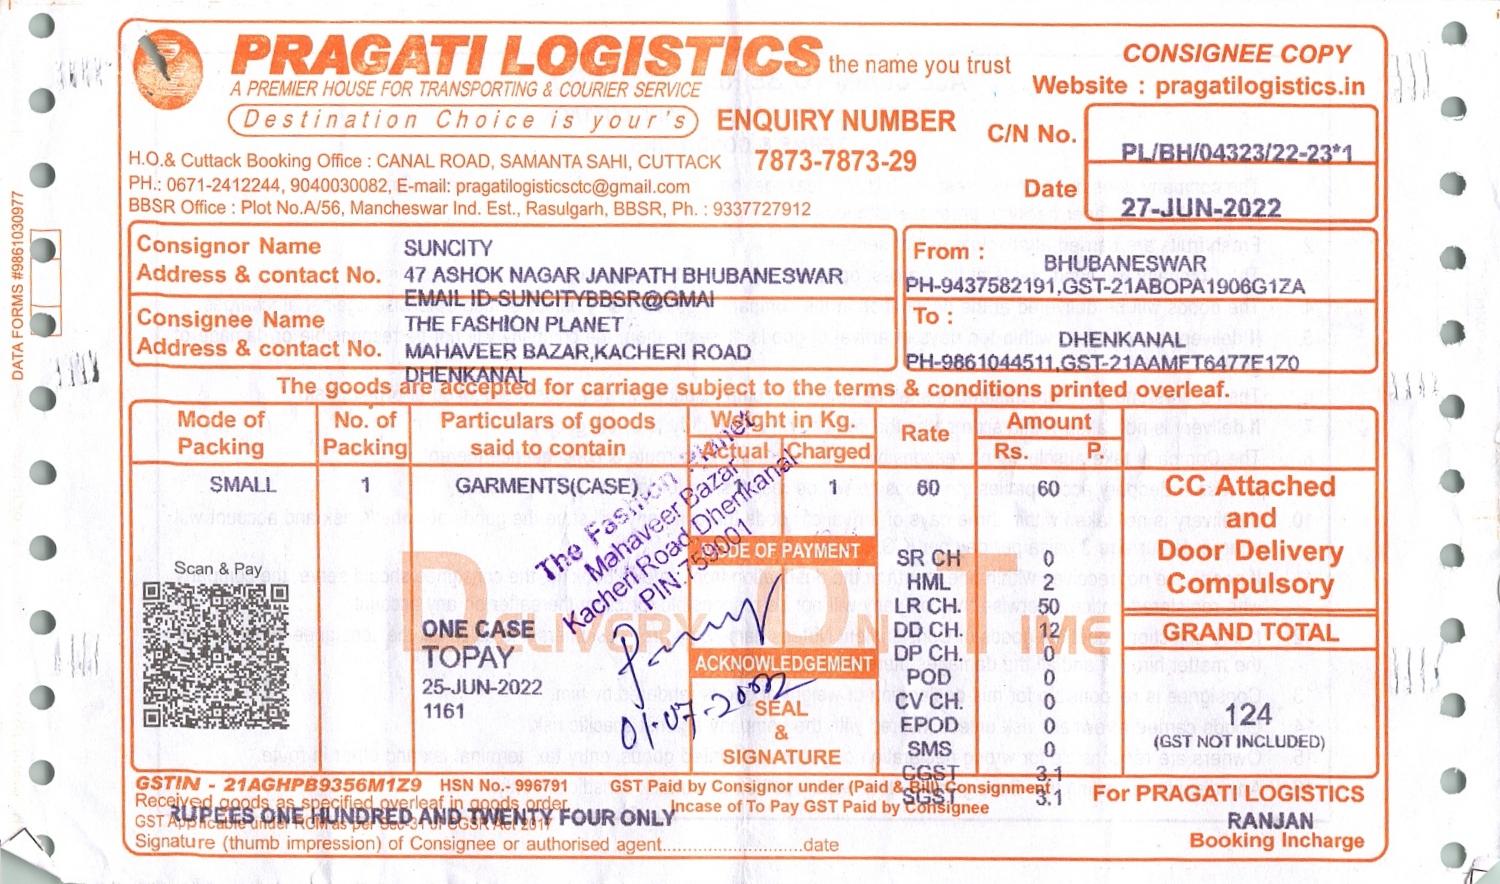 PRAGATI LOGISTICS the name you trust
A PREMIER HOUSE FOR TRANSPORTING & COURIER SERVICE
Destination Choice is your's
ENQUIRY NUMBER
7873-7873-29
CONSIGNEE COPY
Website : pragatilogistics.in
C/N No. PL/BH/04323/22-23*1
Date 27-JUN-2022
H.O.& Cuttack Booking Office : CANAL ROAD, SAMANTA SAHI, CUTTACK
PH.: 0671-2412244, 9040030082, E-mail: pragatilogisticsctc@gmail.com
BBSR Office : Plot No.A/56, Mancheswar Ind. Est., Rasulgarh, BBSR, Ph. : 9337727912
DATA FORMS #9861030977
Consignor Name SUNCITY
Address & contact No. 47 ASHOK NAGAR JANPATH BHUBANESWAR
EMAIL ID-SUNCITYBBSR@GMAI
Consignee Name THE FASHION PLANET
Address & contact No. MAHAVEER BAZAR,KACHERI ROAD
DHENKANAL
From : BHUBANESWAR
PH-9437582191,GST-21ABOPA1906G1ZA
To : DHENKANAL
PH-9861044511,GST-21AAMFT6477E1Z0
The goods are accepted for carriage subject to the terms & conditions printed overleaf.
Mode of Packing
No. of Packing
Particulars of goods said to contain
Weight in Kg.
Actual Charged
Rate
Amount
Rs. P.
SMALL 1 GARMENTS(CASE) 1 1 60 60
CC Attached
and
Door Delivery
Compulsory
GRAND TOTAL
124
(GST NOT INCLUDED)
Scan & Pay
DELIVERY ON TIME
ONE CASE
TOPAY
25-JUN-2022
1161
The Fashion Planet
Mahaveer Bazar
Kacheri Road Dhenkanal
PIN-759001
01-07-2022
MODE OF PAYMENT
ACKNOWLEDGEMENT
SEAL
&
SIGNATURE
SR CH 0
HML 2
LR CH. 50
DD CH. 12
DP CH. 0
POD 0
CV CH. 0
EPOD 0
SMS 0
CGST 3.1
SGST 3.1
GSTIN - 21AGHPB9356M1Z9 HSN No.- 996791
GST Paid by Consignor under (Paid & Bill) Consignment
Incase of To Pay GST Paid by Consignee
Received goods as specified overleaf in goods order
RUPEES ONE HUNDRED AND TWENTY FOUR ONLY
GST Applicable under RCM as per Sec-31 of CGSR Act 2017
Signature (thumb impression) of Consignee or authorised agent............................date
For PRAGATI LOGISTICS
RANJAN
Booking Incharge